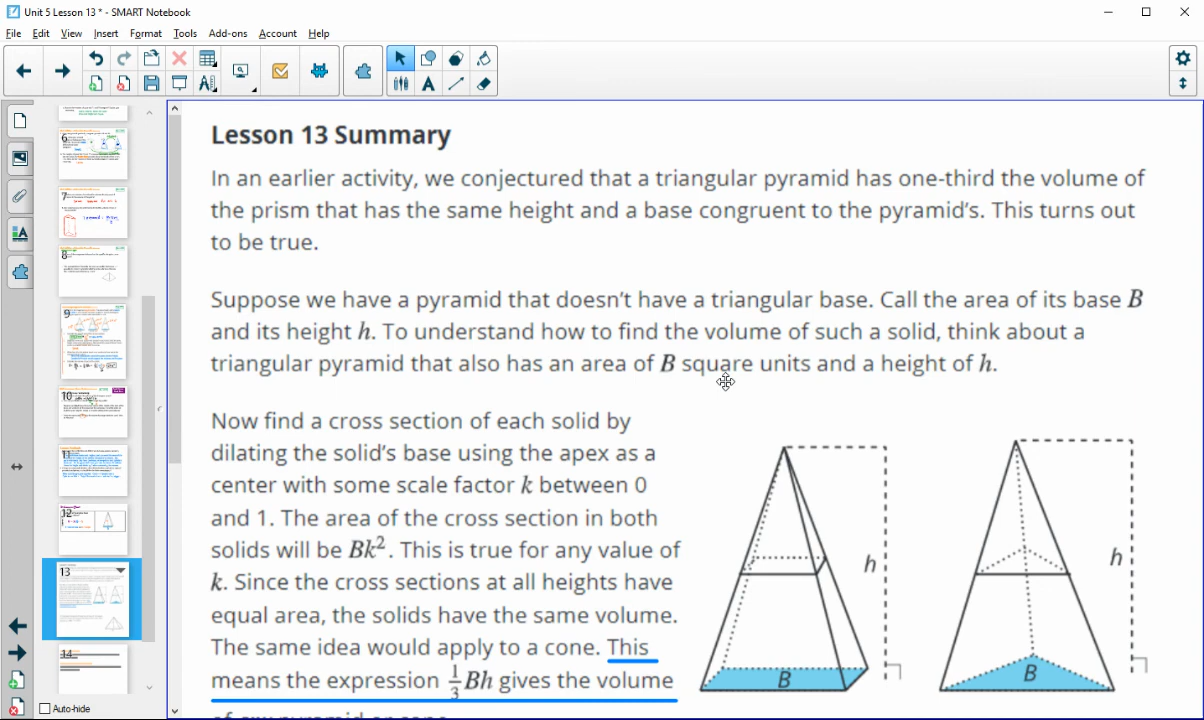 Unit 5 Lesson 13 * - SMART Notebook
File Edit View Insert Format Tools Add-ons Account Help
6
7
8
9
10
11
12
13
14
Auto-hide
Lesson 13 Summary
In an earlier activity, we conjectured that a triangular pyramid has one-third the volume of
the prism that has the same height and a base congruent to the pyramid's. This turns out
to be true.
Suppose we have a pyramid that doesn't have a triangular base. Call the area of its base B
and its height h. To understand how to find the volume of such a solid, think about a
triangular pyramid that also has an area of B square units and a height of h.
Now find a cross section of each solid by
dilating the solid's base using the apex as a
center with some scale factor k between 0
and 1. The area of the cross section in both
solids will be Bk². This is true for any value of
k. Since the cross sections at all heights have
equal area, the solids have the same volume.
The same idea would apply to a cone. This
means the expression 1/3 Bh gives the volume
h
B
h
B